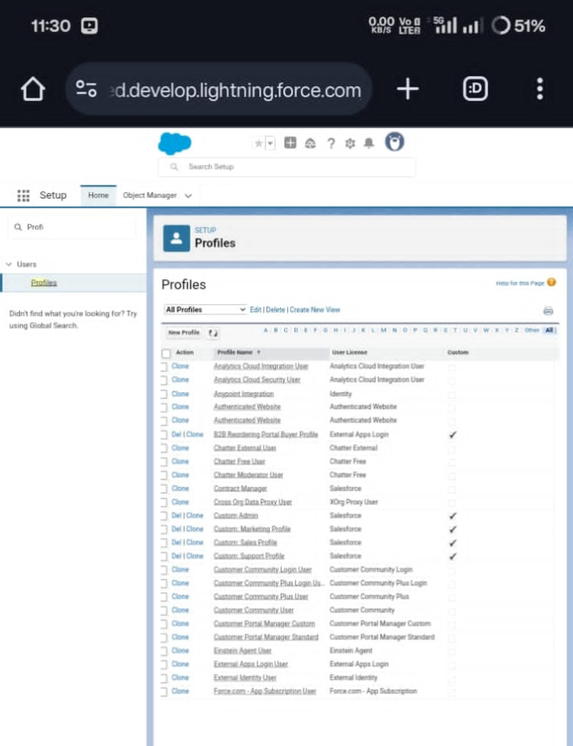 11:30
0.00 KB/S Vo LTE 5G 51%
d.develop.lightning.force.com
:D
Search Setup
Setup Home Object Manager
Profi
Users
Profiles
Didn't find what you're looking for? Try
using Global Search.
SETUP
Profiles
Profiles
Help for this Page ?
All Profiles Edit | Delete | Create New View
New Profile A B C D E F G H I J K L M N O P Q R S T U V W X Y Z Other All
Action Profile Name ↑ User License Custom
Clone Analytics Cloud Integration User Analytics Cloud Integration User
Clone Analytics Cloud Security User Analytics Cloud Integration User
Clone Anypoint Integration Identity
Clone Authenticated Website Authenticated Website
Clone Authenticated Website Authenticated Website
Del | Clone B2B Reordering Portal Buyer Profile External Apps Login ✓
Clone Chatter External User Chatter External
Clone Chatter Free User Chatter Free
Clone Chatter Moderator User Chatter Free
Clone Contract Manager Salesforce
Clone Cross Org Data Proxy User XOrg Proxy User
Del | Clone Custom Admin Salesforce ✓
Del | Clone Custom: Marketing Profile Salesforce ✓
Del | Clone Custom: Sales Profile Salesforce ✓
Del | Clone Custom: Support Profile Salesforce ✓
Clone Customer Community Login User Customer Community Login
Clone Customer Community Plus Login Us... Customer Community Plus Login
Clone Customer Community Plus User Customer Community Plus
Clone Customer Community User Customer Community
Clone Customer Portal Manager Custom Customer Portal Manager Custom
Clone Customer Portal Manager Standard Customer Portal Manager Standard
Clone Einstein Agent User Einstein Agent
Clone External Apps Login User External Apps Login
Clone External Identity User External Identity
Clone Force.com - App Subscription User Force.com - App Subscription